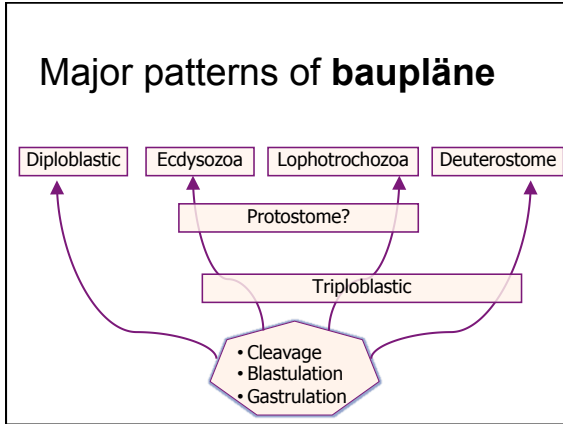 Major patterns of baupläne
Diploblastic Ecdysozoa Lophotrochozoa Deuterostome
Protostome?
Triploblastic
• Cleavage
• Blastulation
• Gastrulation